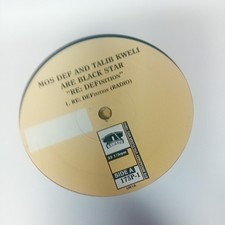 MOS DEF AND TALIB KWELI
ARE BLACK STAR
"RE: DEFinition"
1. RE: DEFinition (RADIO)
SIDE A